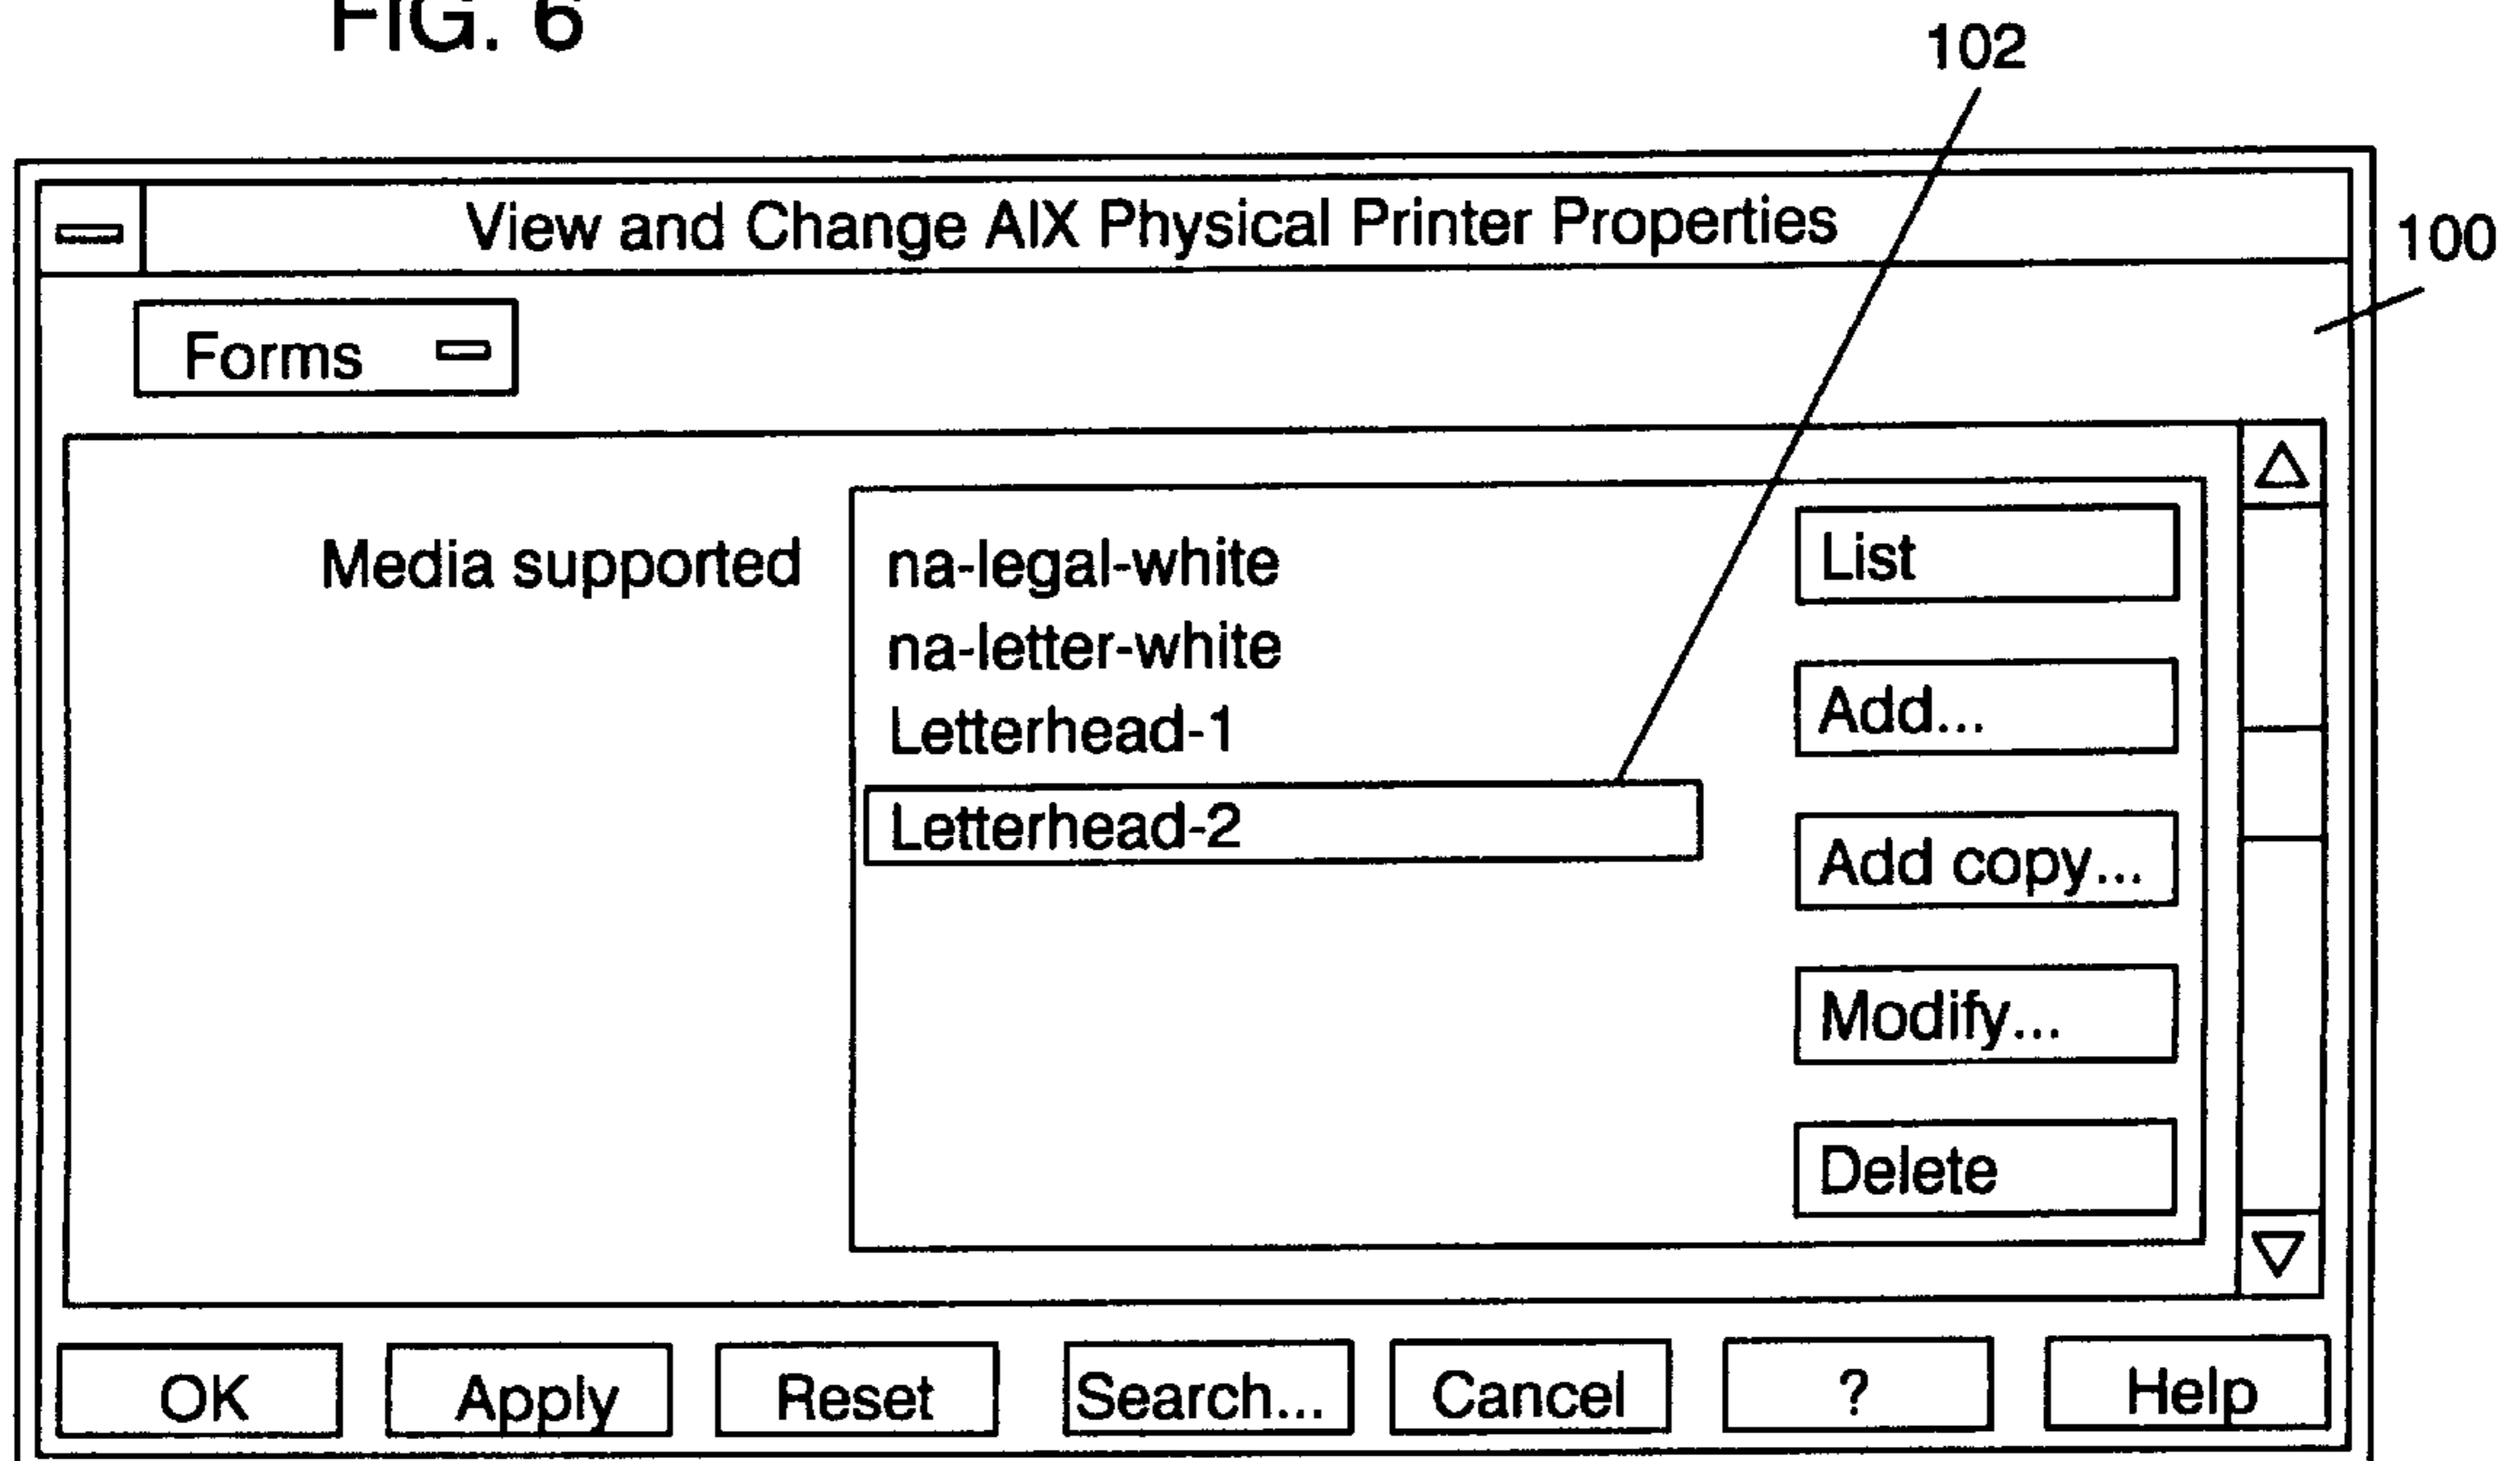 FIG. 6
102
View and Change AIX Physical Printer Properties
100
Forms
Media supported
na-legal-white
na-letter-white
Letterhead-1
Letterhead-2
List
Add...
Add copy...
Modify...
Delete
OK
Apply
Reset
Search...
Cancel
?
Help